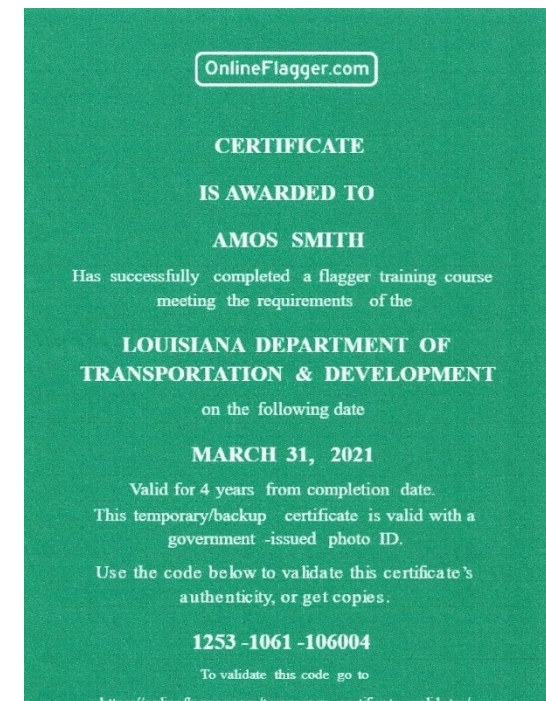 OnlineFlagger.com
CERTIFICATE
IS AWARDED TO
AMOS SMITH
Has successfully completed a flagger training course
meeting the requirements of the
LOUISIANA DEPARTMENT OF
TRANSPORTATION & DEVELOPMENT
on the following date
MARCH 31, 2021
Valid for 4 years from completion date.
This temporary/backup certificate is valid with a
government -issued photo ID.
Use the code below to validate this certificate's
authenticity, or get copies.
1253 -1061 -106004
To validate this code go to